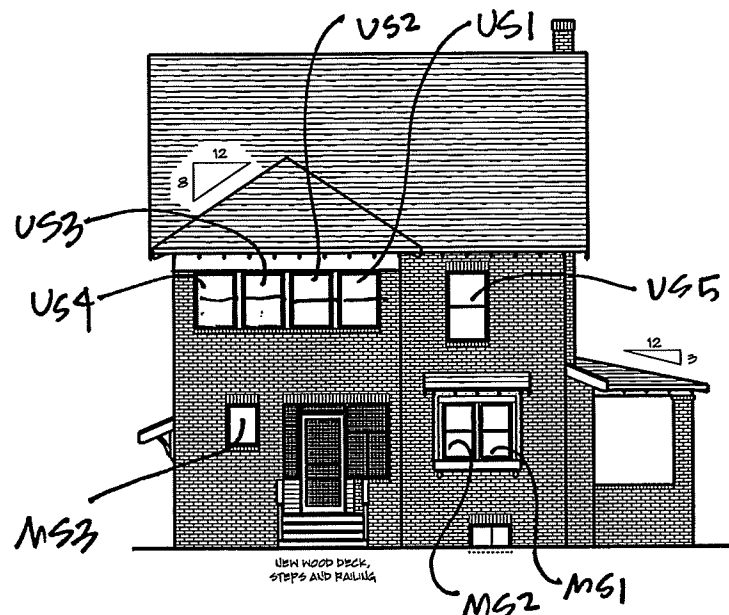 US2
US1
12
8
US3
US4
US5
12
3
MS3
NEW WOOD DECK,
STEPS AND RAILING
MS2
MS1